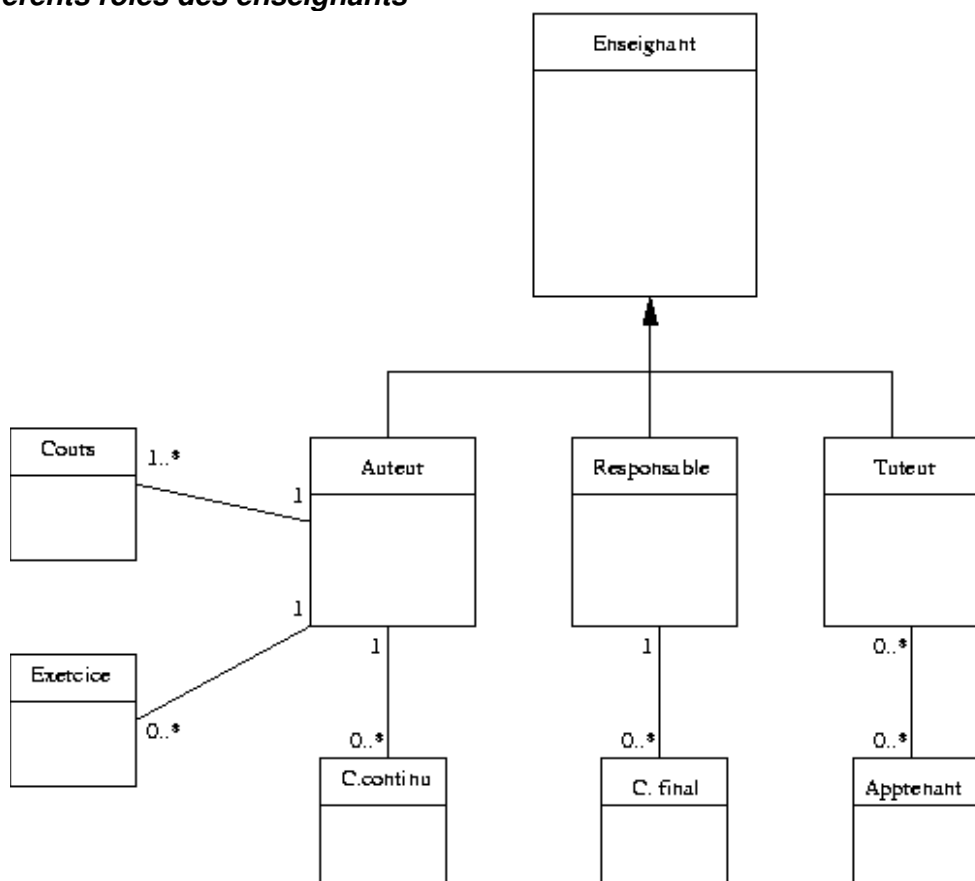 érents rôles des enseignants
Enseignant
Cours
1..*
Auteur
1
Responsable
Tuteur
1
Exercice
0..*
1
1
0..*
0..*
0..*
0..*
C.continu
C. final
Apprenant